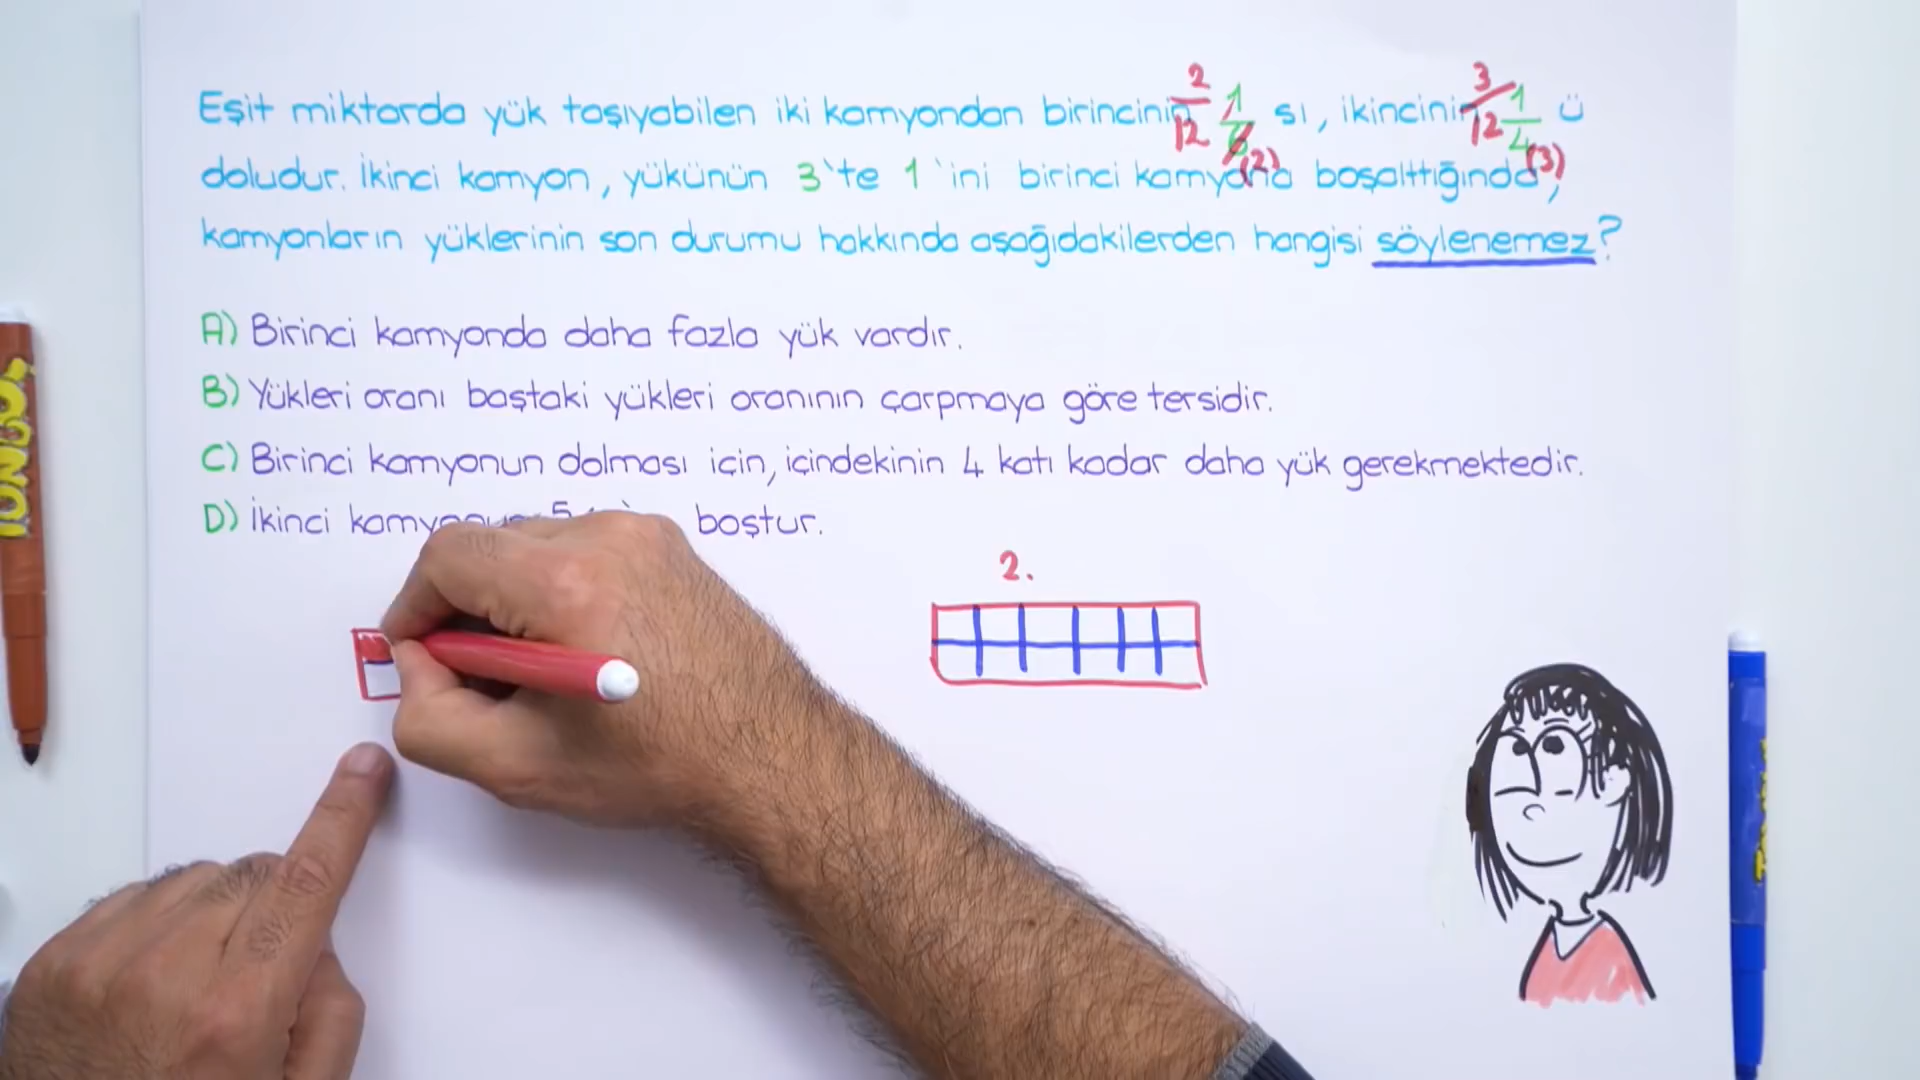 Eşit miktarda yük taşıyabilen iki kamyondan birincinin 2/12 1/6 sı, ikincinin 3/12 1/4 ü
(2) (3)
doludur. İkinci kamyon, yükünün 3`te 1`ini birinci kamyona boşalttığında,
kamyonların yüklerinin son durumu hakkında aşağıdakilerden hangisi söylenemez?
A) Birinci kamyonda daha fazla yük vardır.
B) Yükleri oranı baştaki yükleri oranının çarpmaya göre tersidir.
C) Birinci kamyonun dolması için, içindekinin 4 katı kadar daha yük gerekmektedir.
D) İkinci boştur.
2.